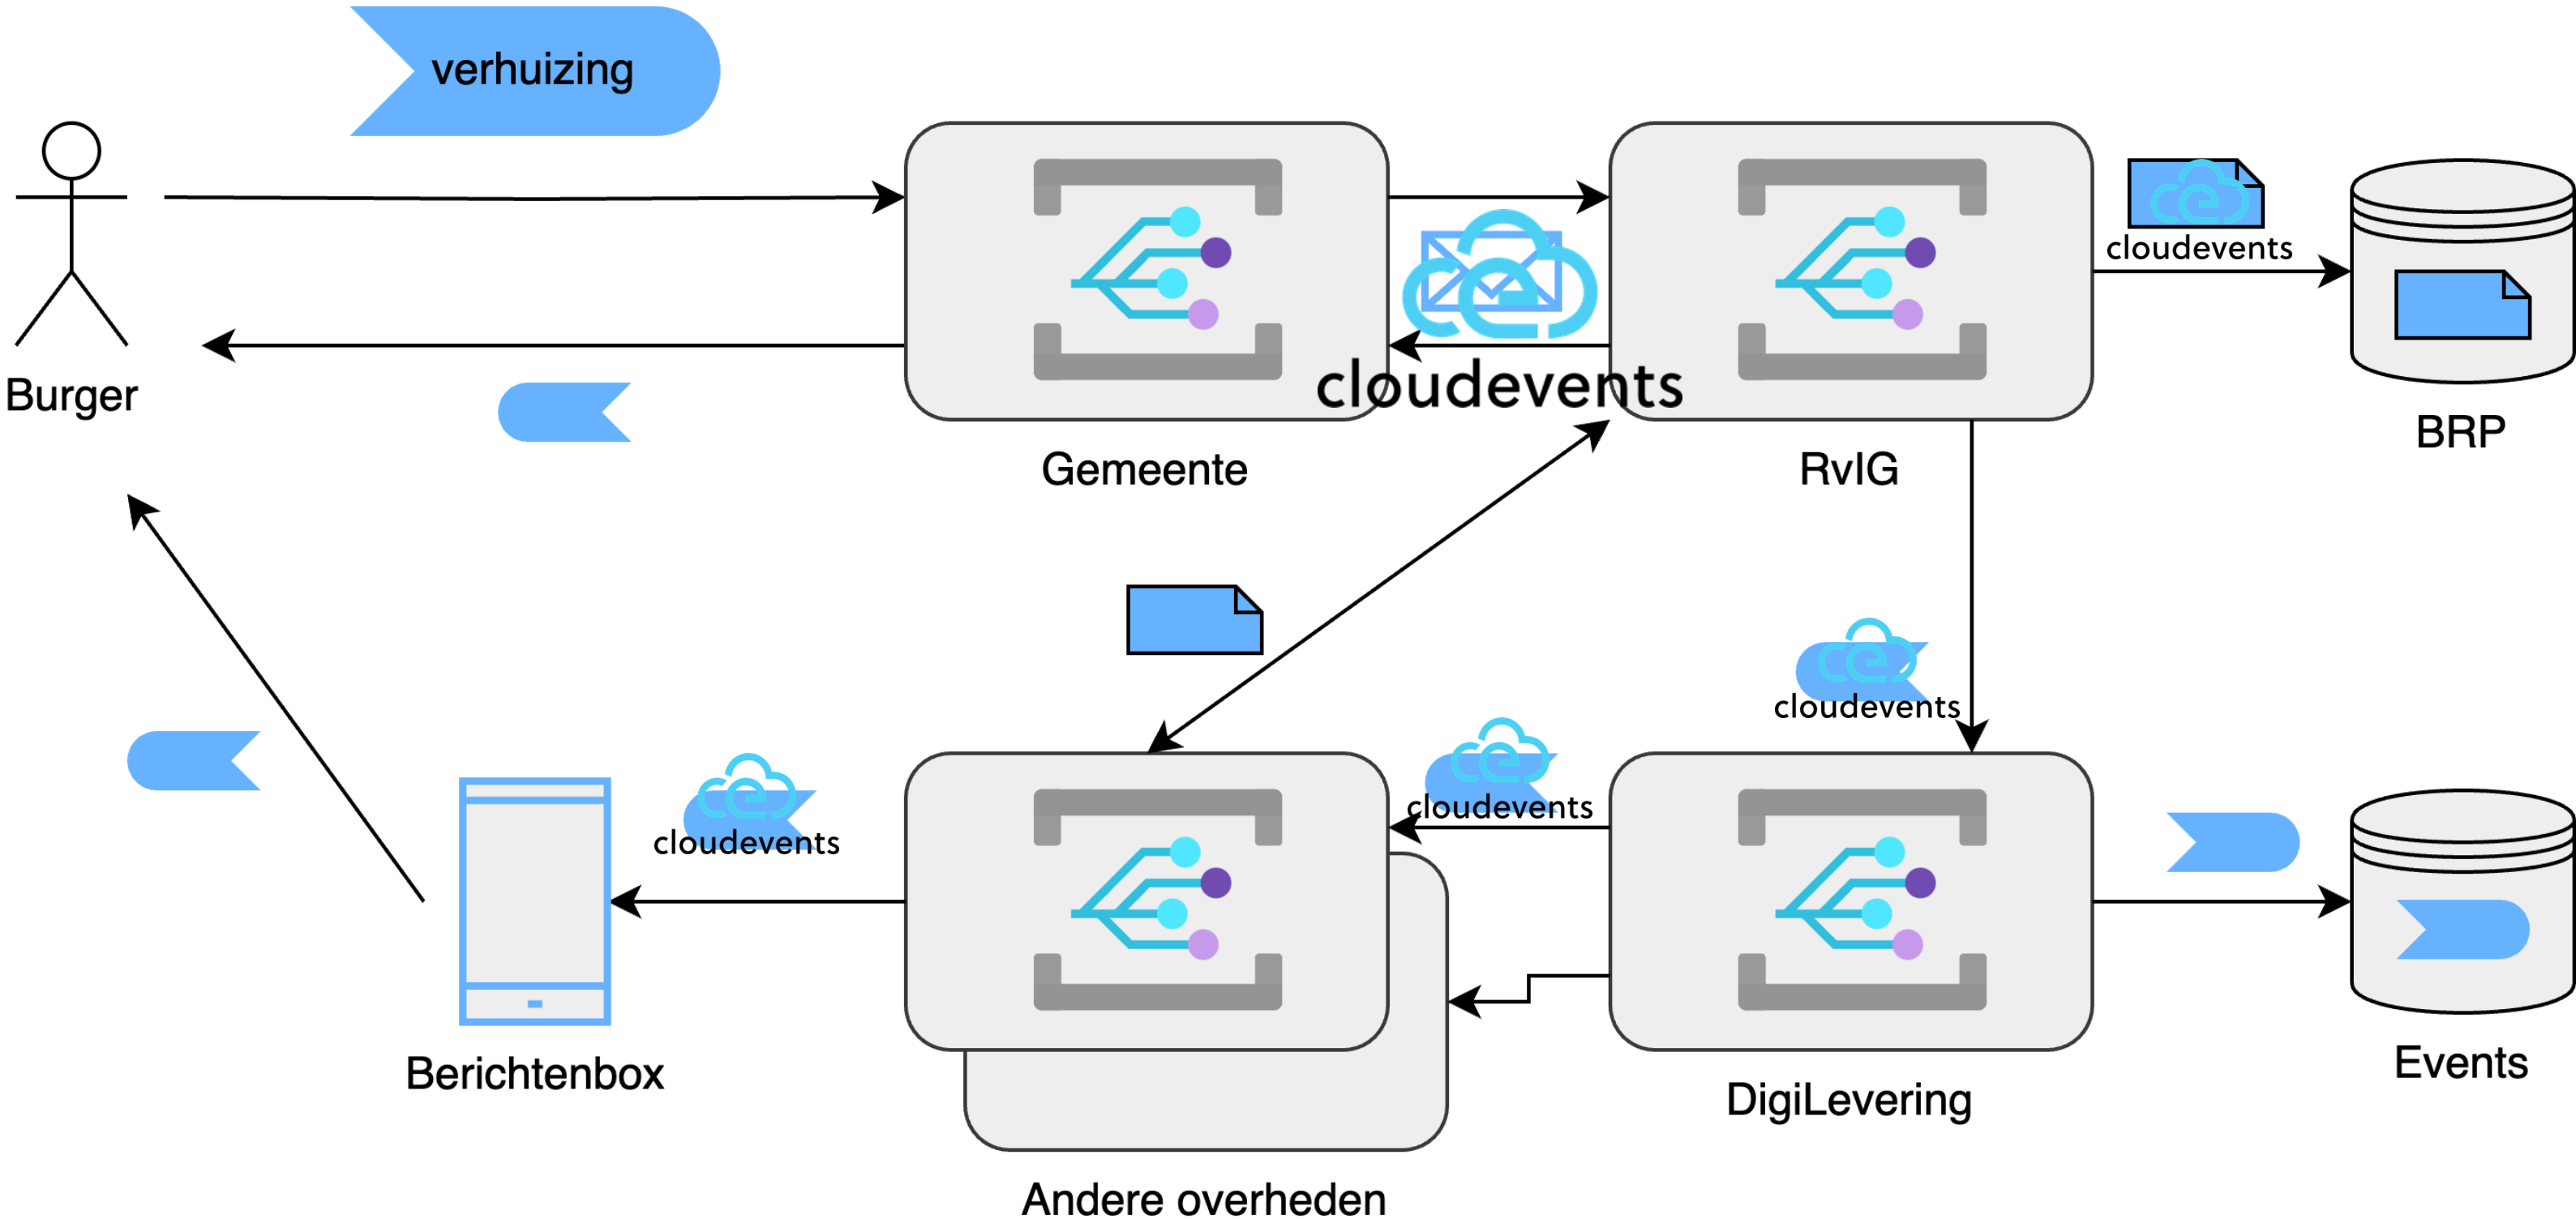 verhuizing
cloudevents
Burger
cloudevents
Gemeente
RvIG
BRP
cloudevents
cloudevents
cloudevents
Berichtenbox
DigiLevering
Events
Andere overheden